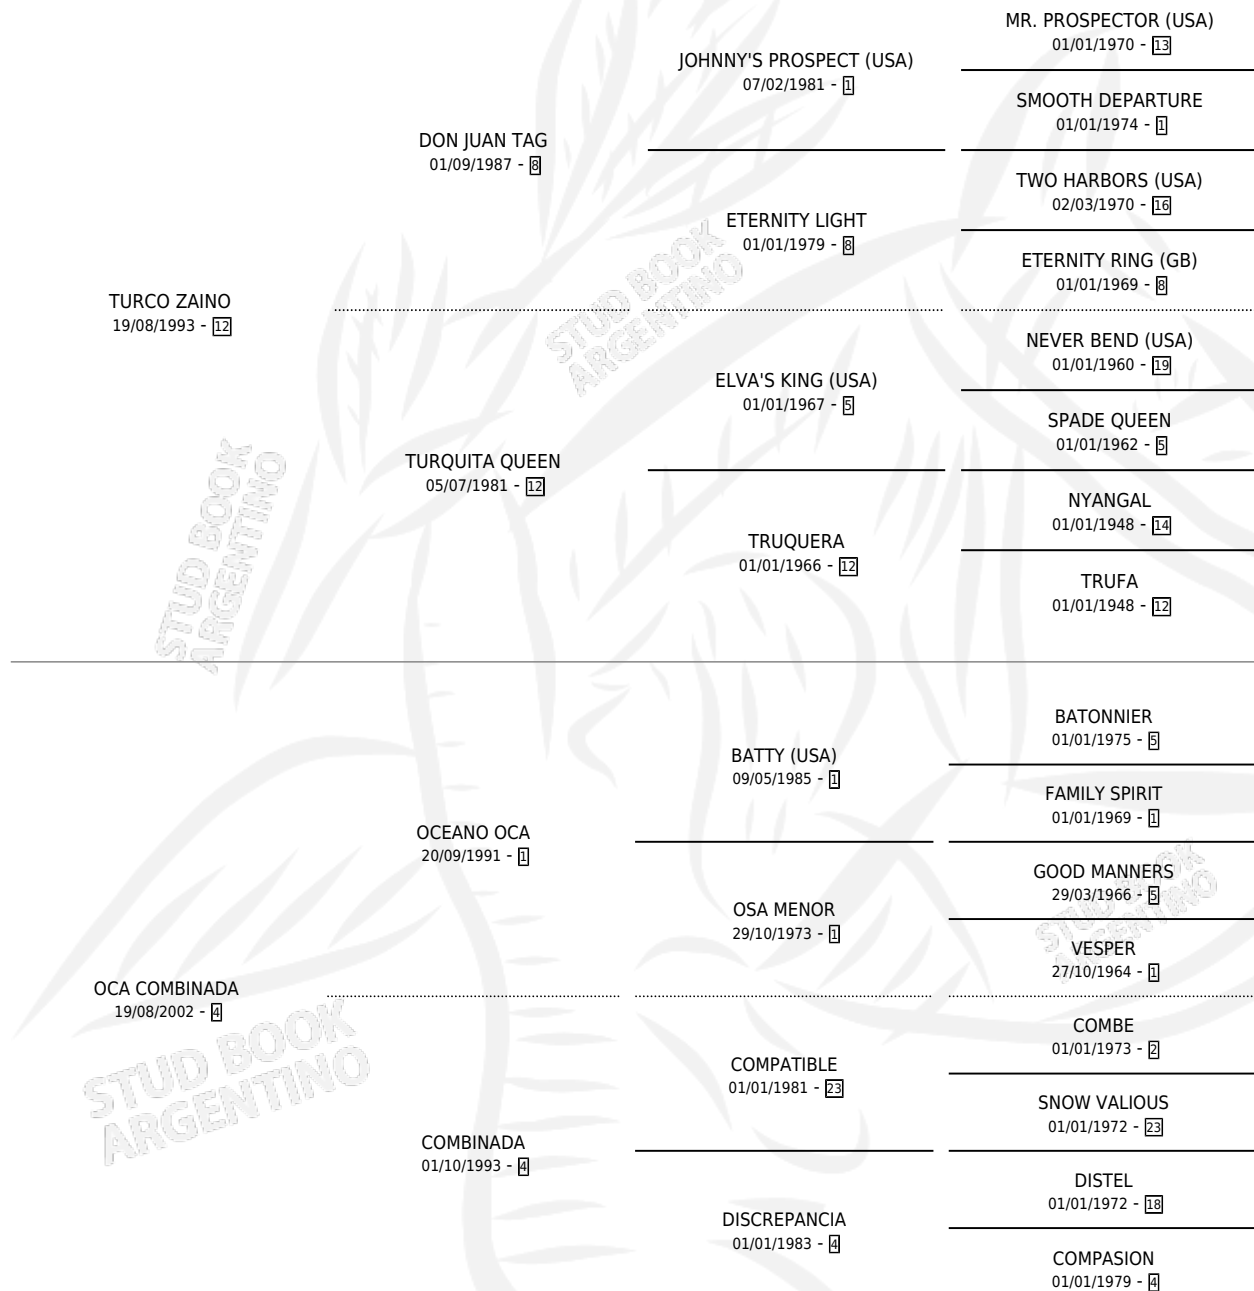 MR. PROSPECTOR (USA)
01/01/1970 - 13
JOHNNY'S PROSPECT (USA)
07/02/1981 - 1
SMOOTH DEPARTURE
01/01/1974 - 1
DON JUAN TAG
01/09/1987 - 8
TWO HARBORS (USA)
02/03/1970 - 16
ETERNITY LIGHT
01/01/1979 - 8
ETERNITY RING (GB)
01/01/1969 - 8
TURCO ZAINO
19/08/1993 - 12
NEVER BEND (USA)
01/01/1960 - 19
ELVA'S KING (USA)
01/01/1967 - 5
SPADE QUEEN
01/01/1962 - 5
TURQUITA QUEEN
05/07/1981 - 12
NYANGAL
01/01/1948 - 14
TRUQUERA
01/01/1966 - 12
TRUFA
01/01/1948 - 12
BATONNIER
01/01/1975 - 5
BATTY (USA)
09/05/1985 - 1
FAMILY SPIRIT
01/01/1969 - 1
OCEANO OCA
20/09/1991 - 1
GOOD MANNERS
29/03/1966 - 5
OSA MENOR
29/10/1973 - 1
VESPER
27/10/1964 - 1
OCA COMBINADA
19/08/2002 - 4
COMBE
01/01/1973 - 2
COMPATIBLE
01/01/1981 - 23
SNOW VALIOUS
01/01/1972 - 23
COMBINADA
01/10/1993 - 4
DISTEL
01/01/1972 - 18
DISCREPANCIA
01/01/1983 - 4
COMPASION
01/01/1979 - 4
STUD BOOK
ARGENTINO
STUD BOOK
ARGENTINO
STUD BOOK
ARGENTINO
STUD BOOK
ARGENTINO